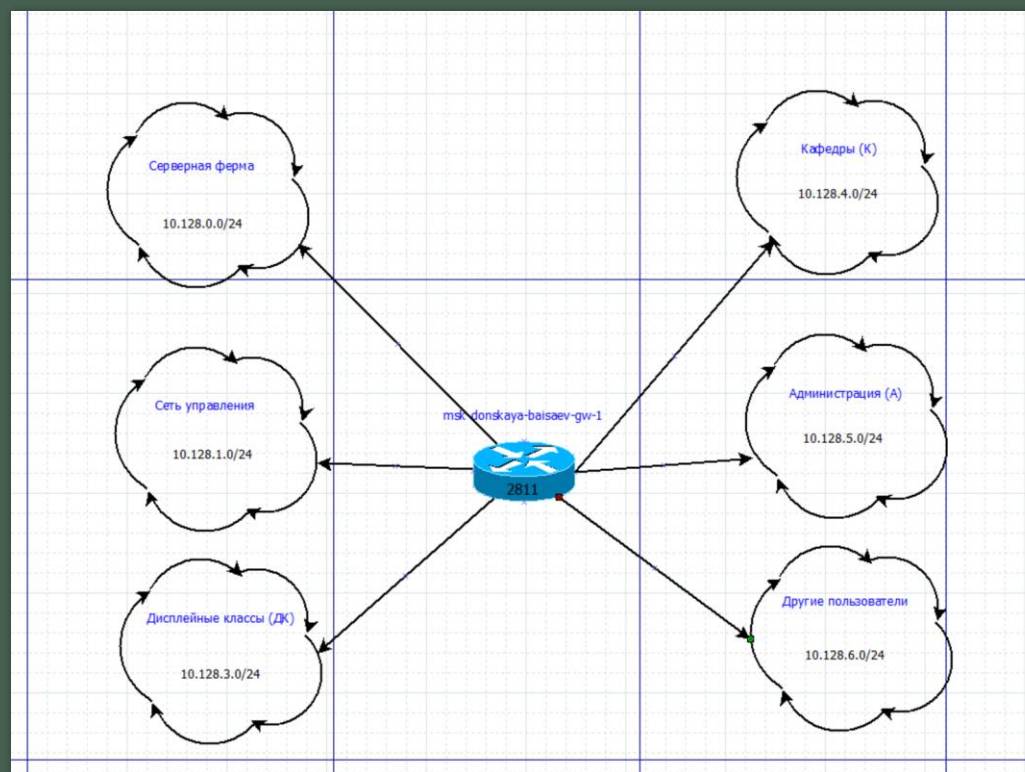 Серверная ферма
10.128.0.0/24
Кафедры (К)
10.128.4.0/24
Сеть управления
10.128.1.0/24
msk-donskaya-baisaev-gw-1
2811
Администрация (А)
10.128.5.0/24
Дисплейные классы (ДК)
10.128.3.0/24
Другие пользователи
10.128.6.0/24